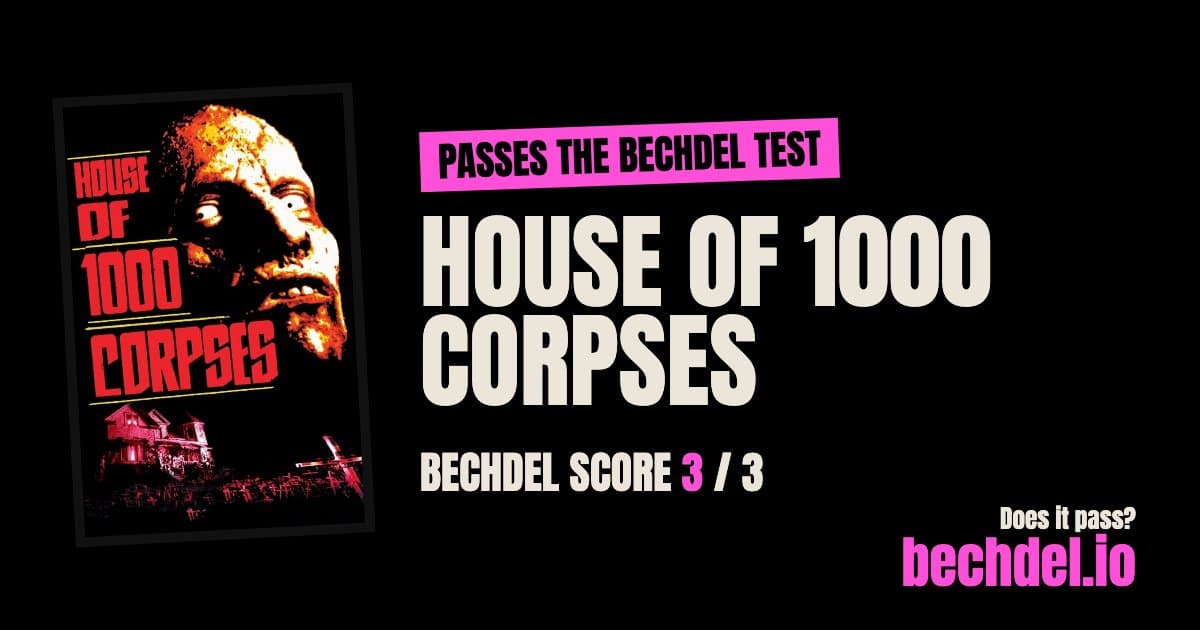 HOUSE
OF
1000
CORPSES
PASSES THE BECHDEL TEST
HOUSE OF 1000
CORPSES
BECHDEL SCORE 3 / 3
Does it pass?
bechdel.io